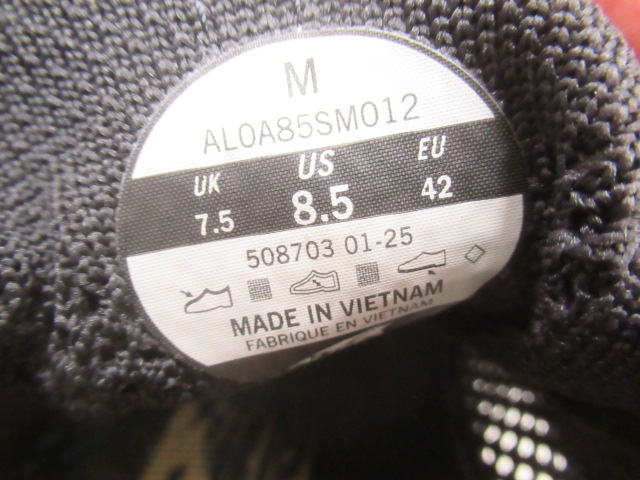 M
AL0A85SM012
UK US EU
7.5 8.5 42
508703 01-25
MADE IN VIETNAM
FABRIQUE EN VIETNAM